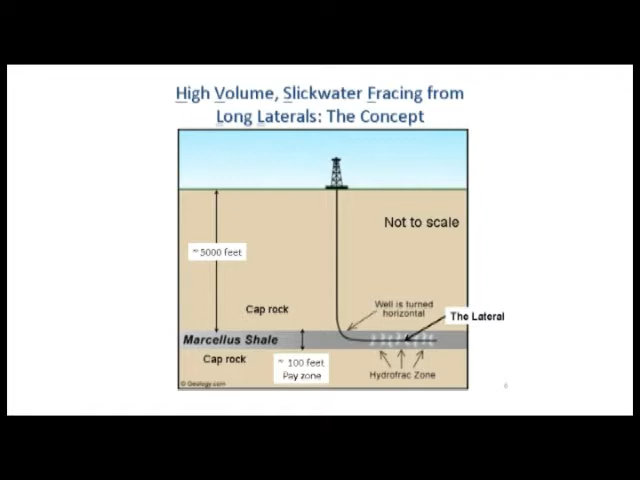 High Volume, Slickwater Fracing from
Long Laterals: The Concept
Not to scale
~ 5000 feet
Cap rock
Well is turned
horizontal
The Lateral
Marcellus Shale
Cap rock
~ 100 feet
Pay zone
Hydrofrac Zone
© Geology.com